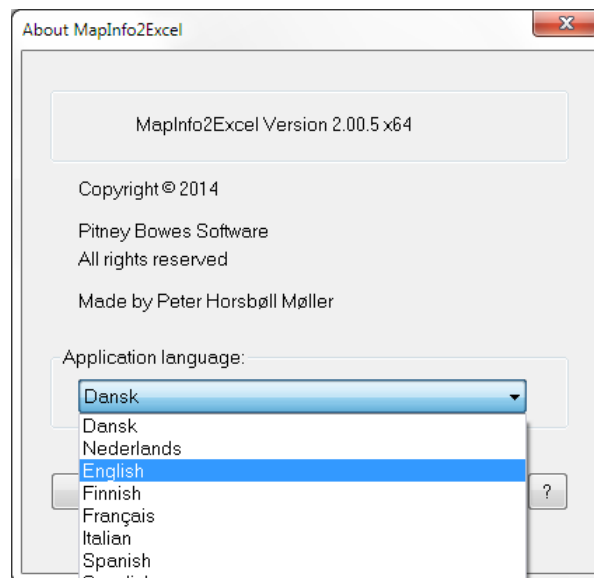 About MapInfo2Excel
MapInfo2Excel Version 2.00.5 x64
Copyright © 2014
Pitney Bowes Software
All rights reserved
Made by Peter Horsbøll Møller
Application language:
Dansk
Dansk
Nederlands
English
Finnish
Français
Italian
Spanish
?